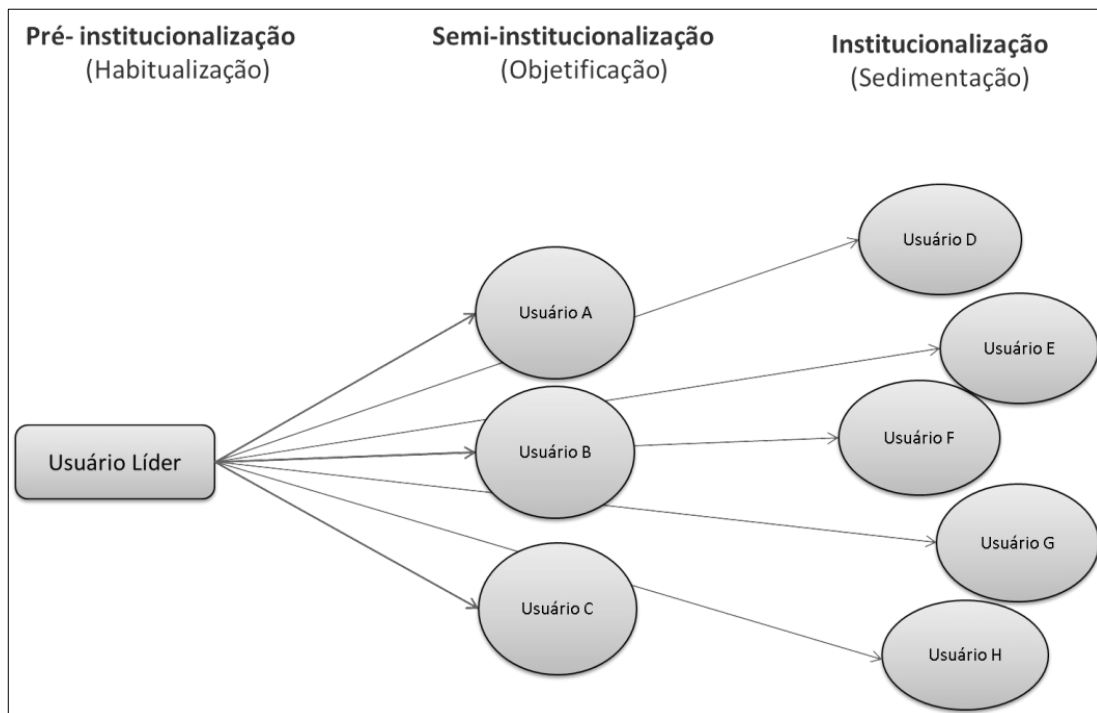 Pré- institucionalização
(Habitualização)
Semi-institucionalização
(Objetificação)
Institucionalização
(Sedimentação)
Usuário Líder
Usuário A
Usuário B
Usuário C
Usuário D
Usuário E
Usuário F
Usuário G
Usuário H